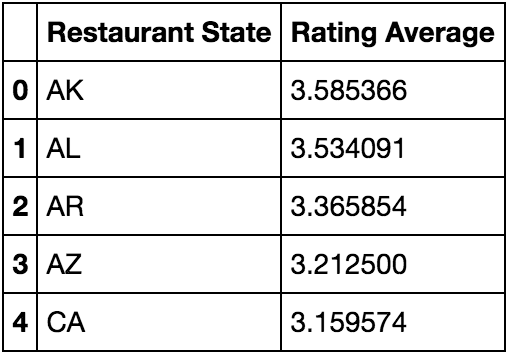 Restaurant State Rating Average
0 AK 3.585366
1 AL 3.534091
2 AR 3.365854
3 AZ 3.212500
4 CA 3.159574